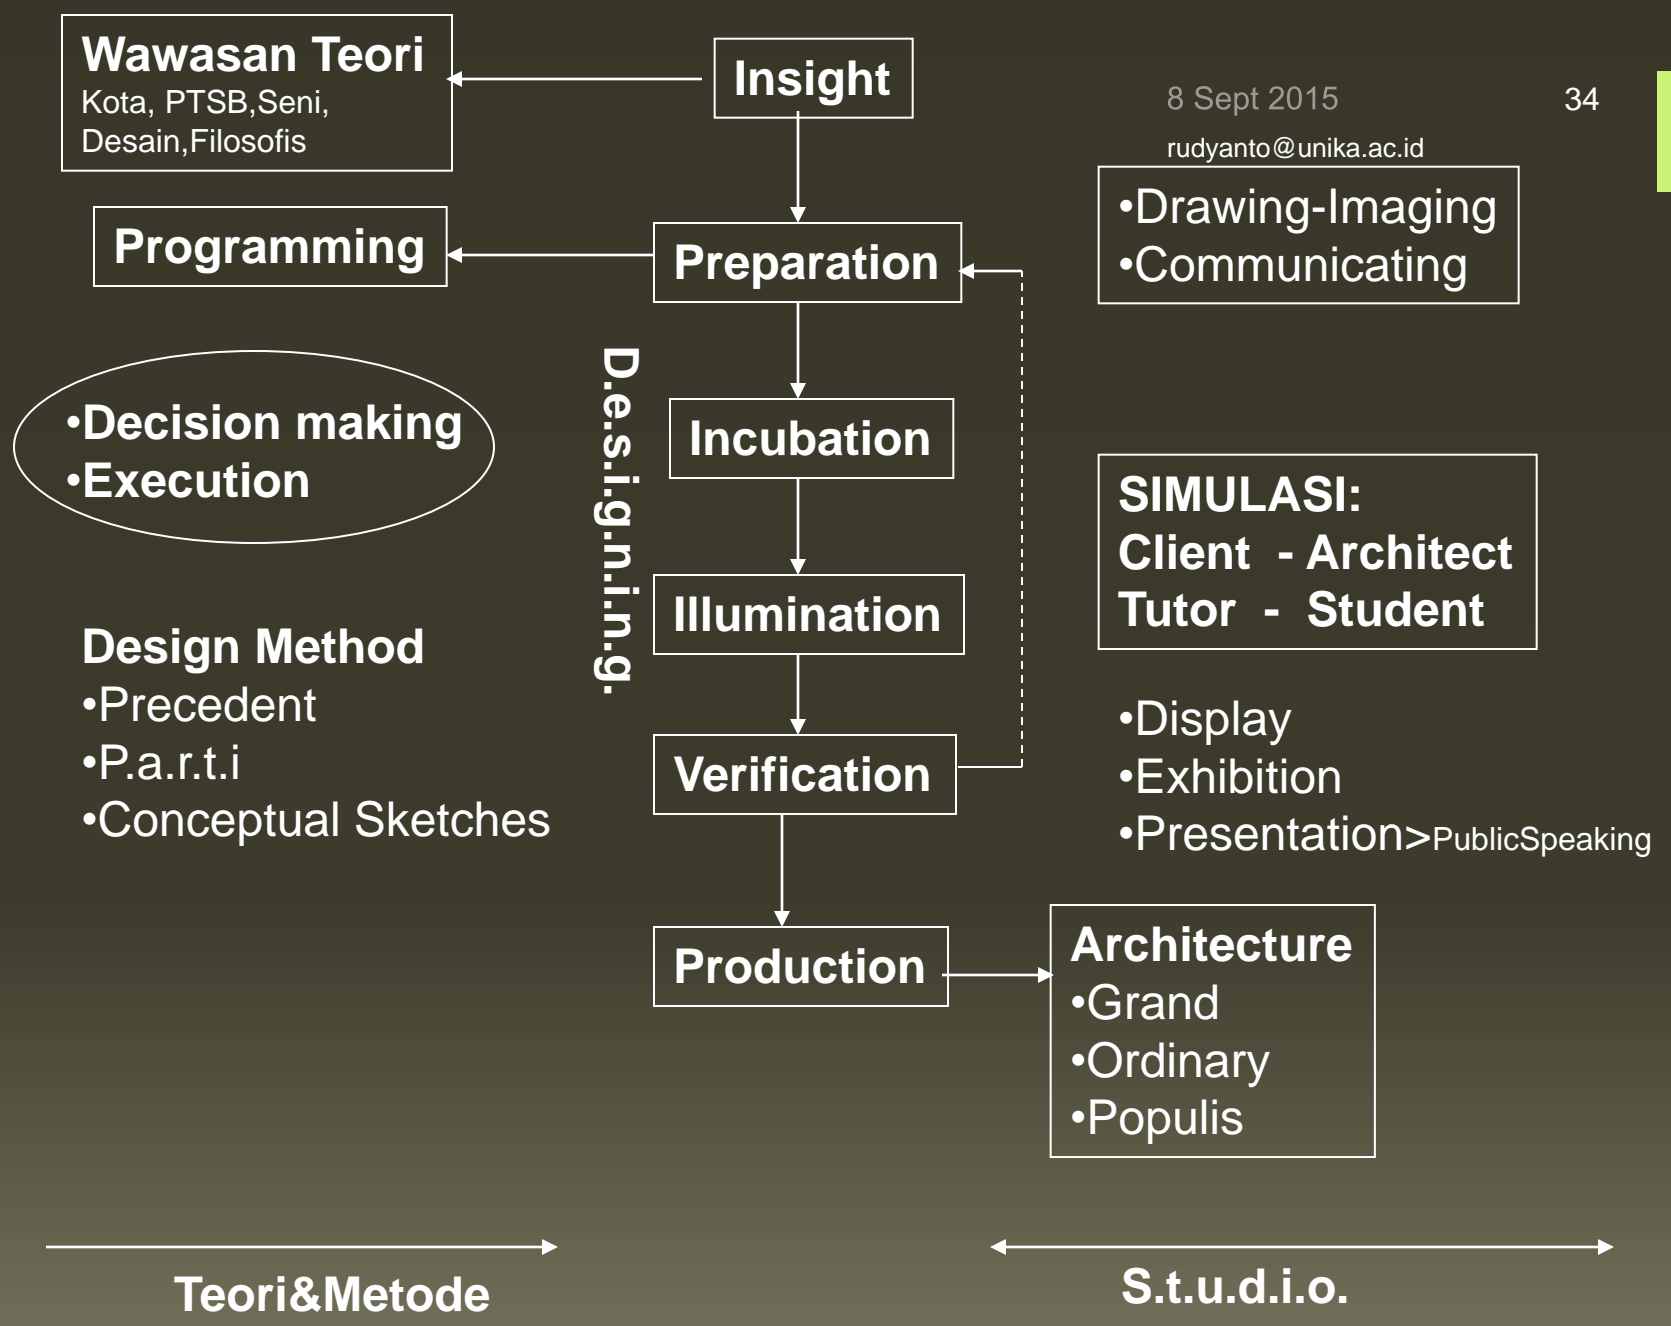 Wawasan Teori
Kota, PTSB,Seni,
Desain,Filosofis
Insight
8 Sept 2015
34
rudyanto@unika.ac.id
Programming
Preparation
•Drawing-Imaging
•Communicating
•Decision making
•Execution
D.e.s.i.g.n.i.n.g.
Incubation
SIMULASI:
Client - Architect
Tutor - Student
Illumination
Design Method
•Precedent
•P.a.r.t.i
•Conceptual Sketches
Verification
•Display
•Exhibition
•Presentation>PublicSpeaking
Production
Architecture
•Grand
•Ordinary
•Populis
Teori&Metode
S.t.u.d.i.o.